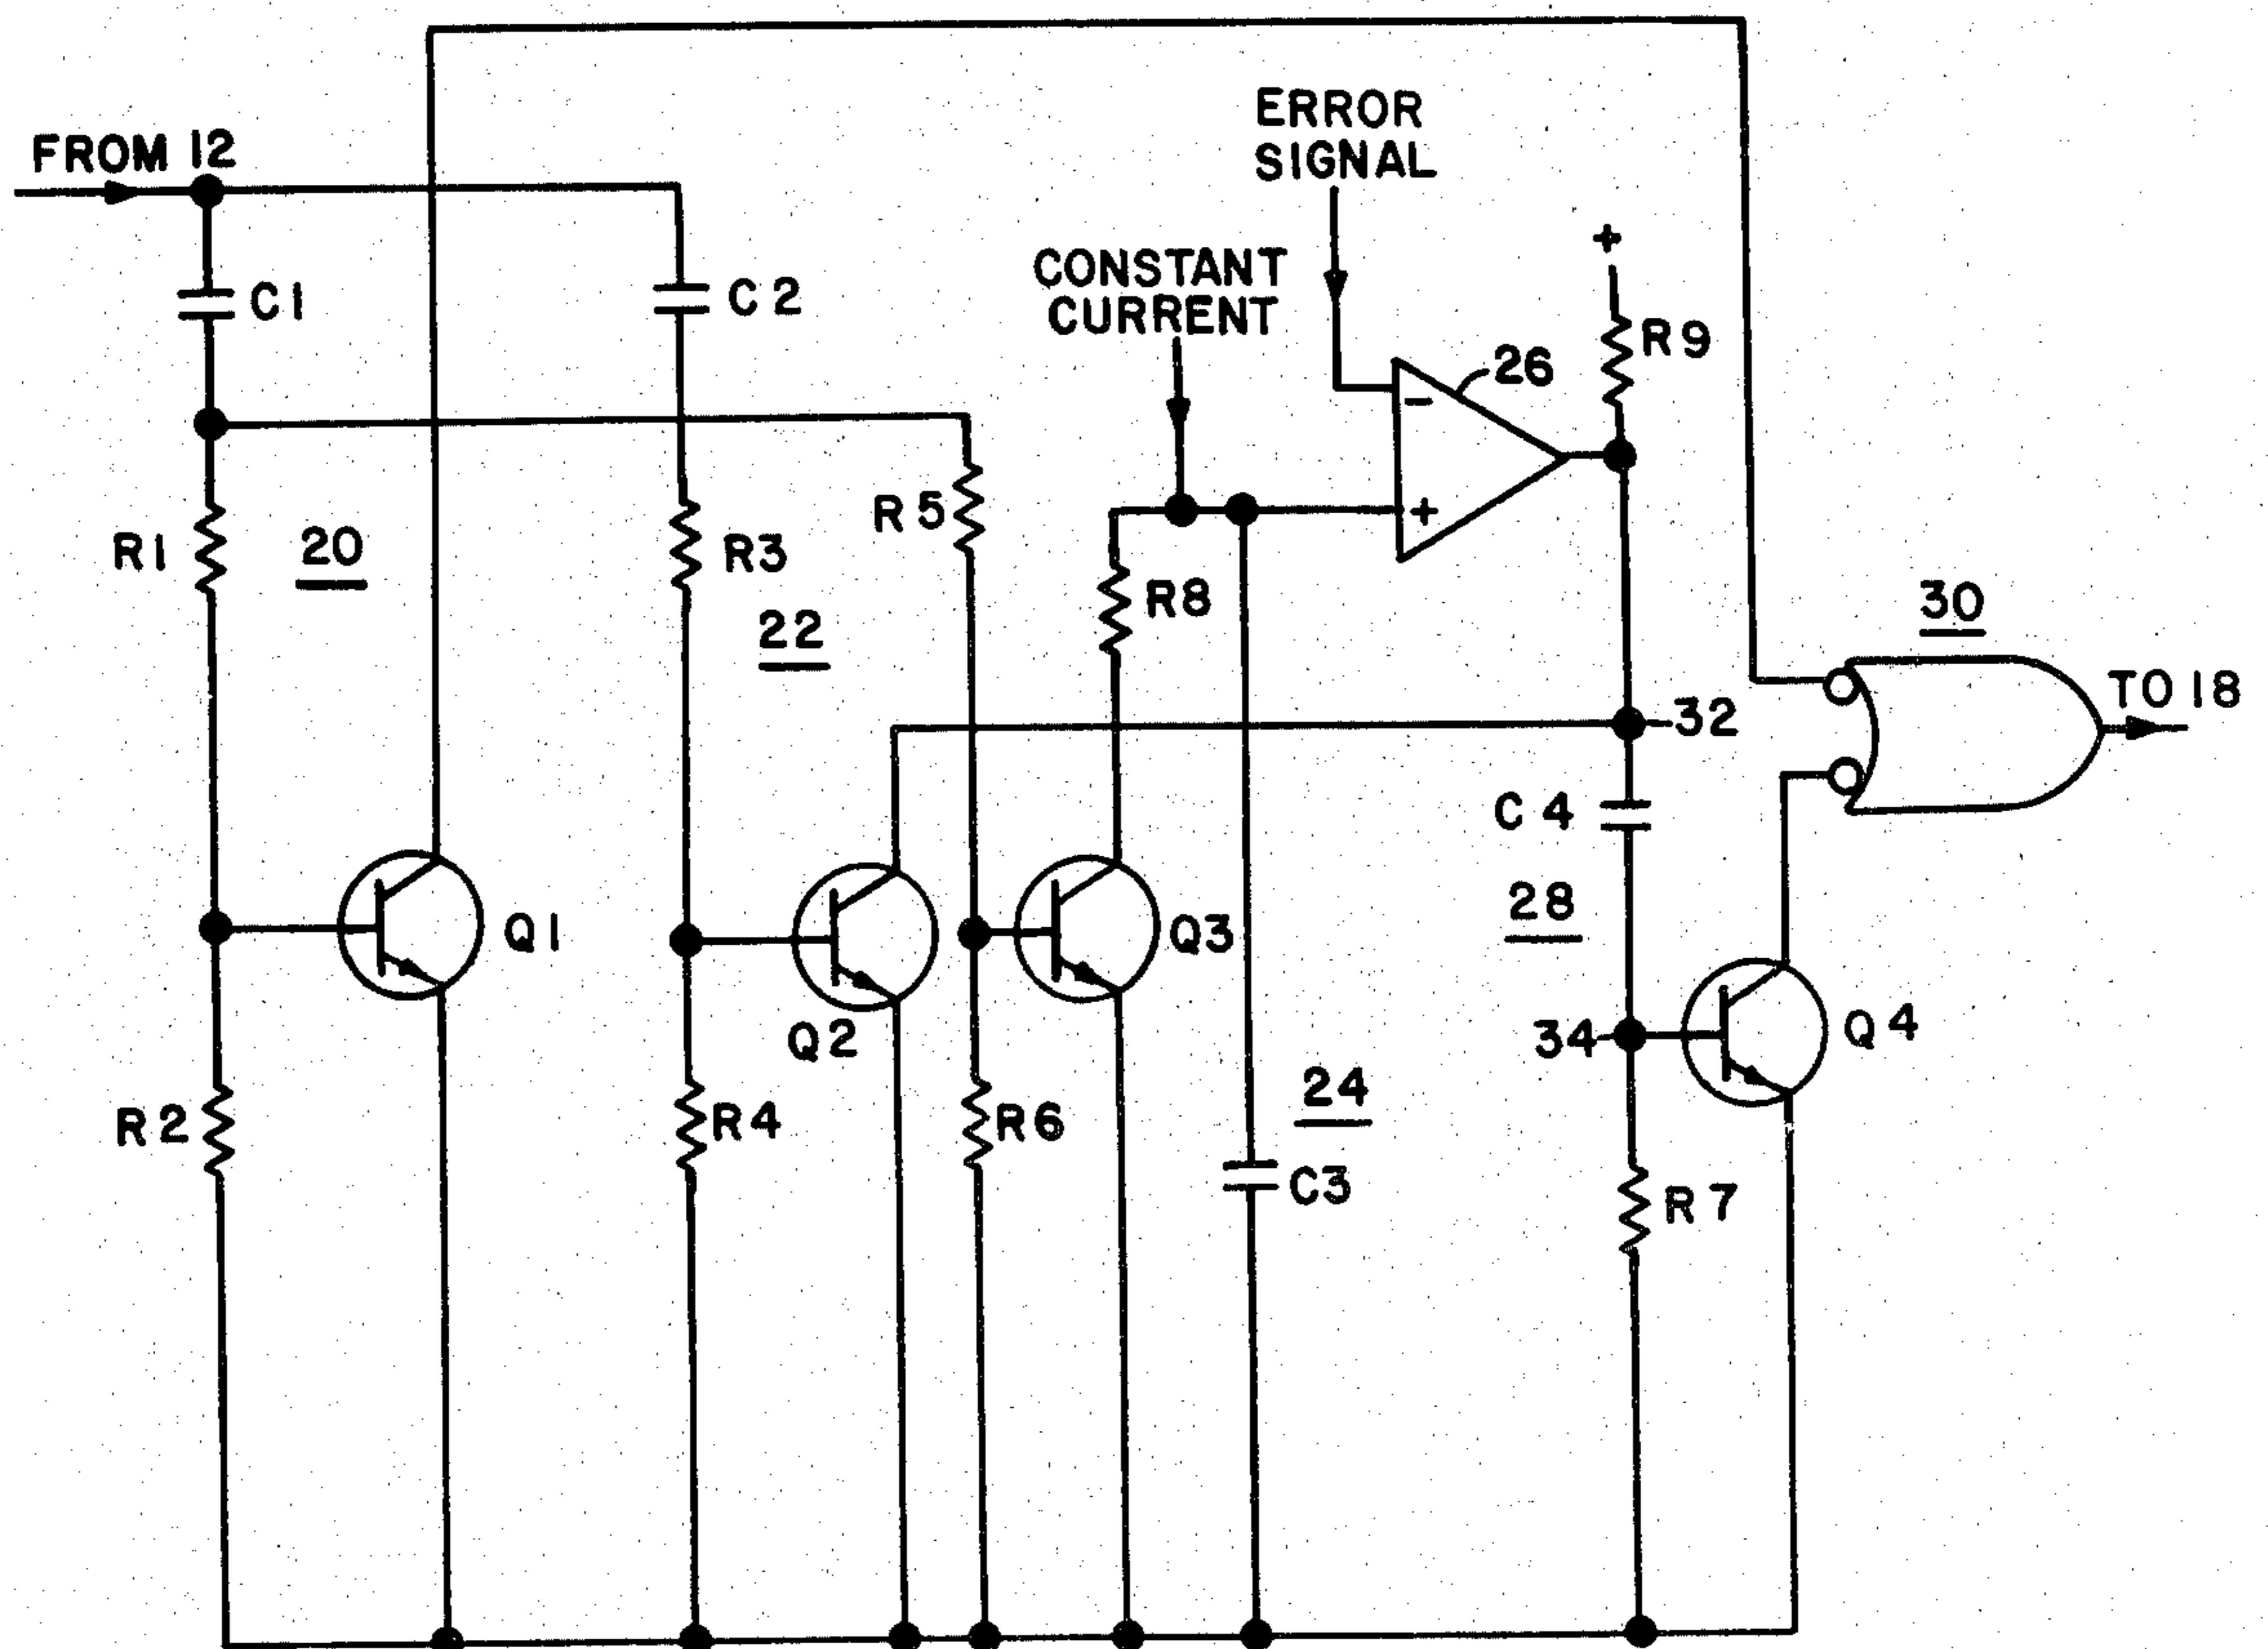 ERROR
SIGNAL
FROM 12
+
CONSTANT
CURRENT
C1
C2
R9
26
-
+
R5
R1
20
R3
R8
30
22
TO 18
32
C4
28
Q1
Q3
Q4
34
Q2
24
R2
R4
R6
C3
R7